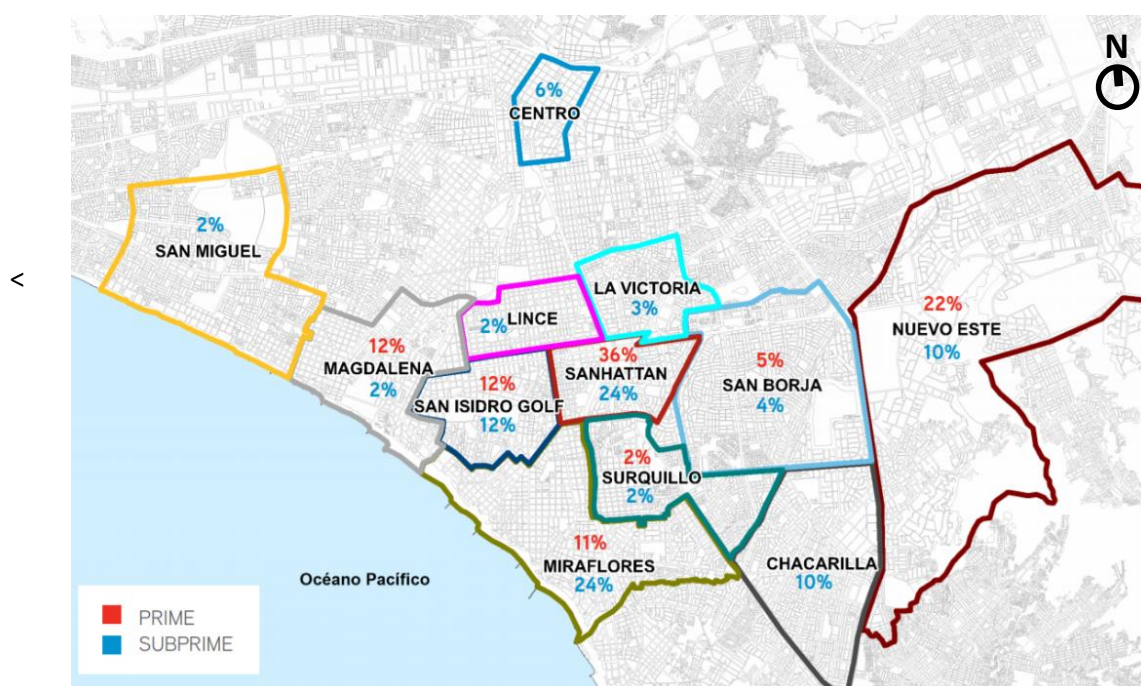 N
6%
CENTRO
2%
SAN MIGUEL
<
LA VICTORIA
3%
2% LINCE
22%
NUEVO ESTE
10%
12%
MAGDALENA
2%
36%
SANHATTAN
24%
5%
SAN BORJA
4%
12%
SAN ISIDRO GOLF
12%
2%
SURQUILLO
2%
11%
MIRAFLORES
24%
CHACARILLA
10%
Océano Pacífico
PRIME
SUBPRIME